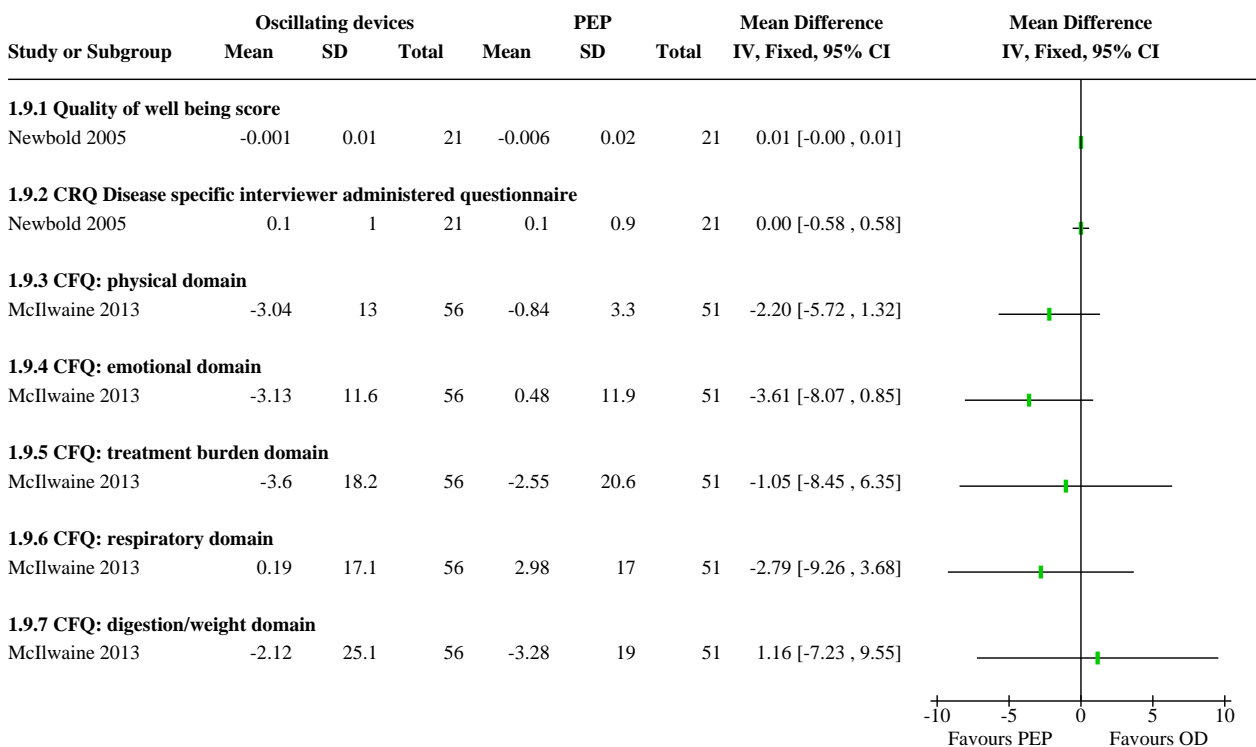 Oscillating devices PEP Mean Difference Mean Difference
Study or Subgroup Mean SD Total Mean SD Total IV, Fixed, 95% CI IV, Fixed, 95% CI
1.9.1 Quality of well being score
Newbold 2005 -0.001 0.01 21 -0.006 0.02 21 0.01 [-0.00 , 0.01]
1.9.2 CRQ Disease specific interviewer administered questionnaire
Newbold 2005 0.1 1 21 0.1 0.9 21 0.00 [-0.58 , 0.58]
1.9.3 CFQ: physical domain
McIlwaine 2013 -3.04 13 56 -0.84 3.3 51 -2.20 [-5.72 , 1.32]
1.9.4 CFQ: emotional domain
McIlwaine 2013 -3.13 11.6 56 0.48 11.9 51 -3.61 [-8.07 , 0.85]
1.9.5 CFQ: treatment burden domain
McIlwaine 2013 -3.6 18.2 56 -2.55 20.6 51 -1.05 [-8.45 , 6.35]
1.9.6 CFQ: respiratory domain
McIlwaine 2013 0.19 17.1 56 2.98 17 51 -2.79 [-9.26 , 3.68]
1.9.7 CFQ: digestion/weight domain
McIlwaine 2013 -2.12 25.1 56 -3.28 19 51 1.16 [-7.23 , 9.55]
-10 -5 0 5 10
Favours PEP Favours OD